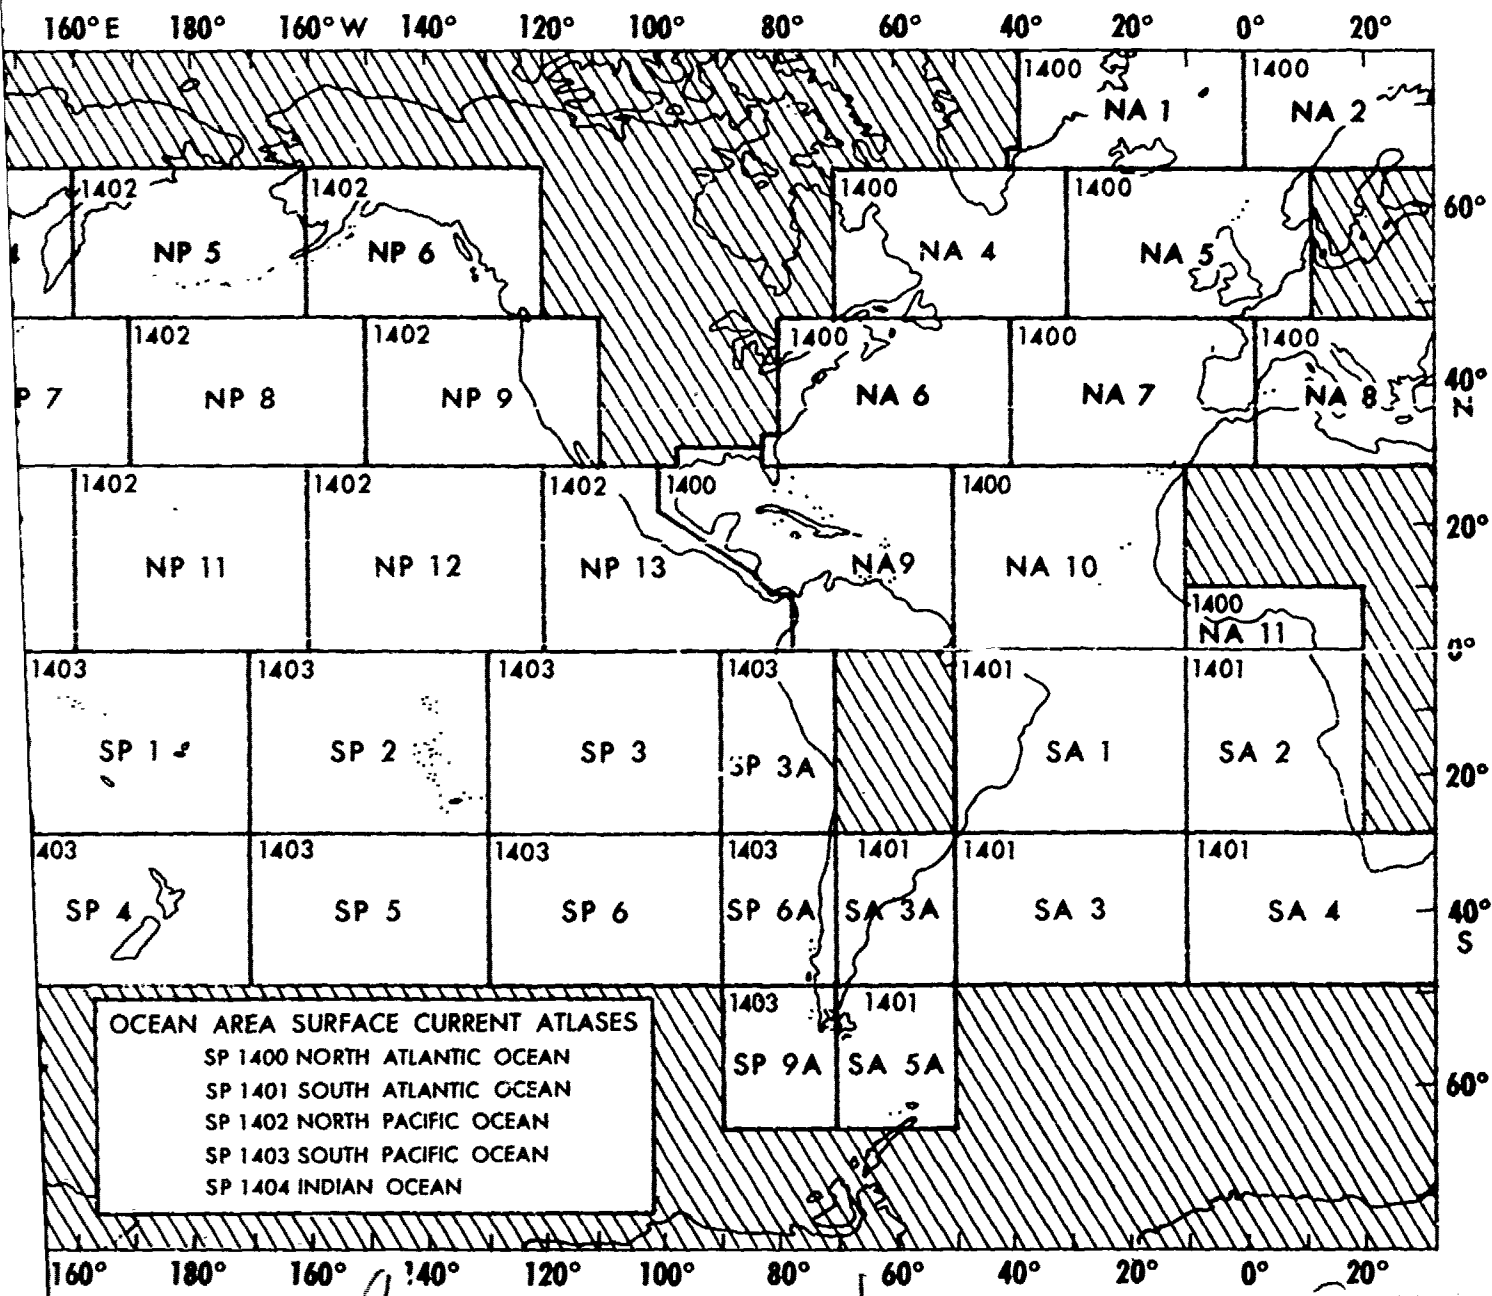 160° E 180° 160° W 140° 120° 100° 80° 60° 40° 20° 0° 20°
1400 1400
NA 1 NA 2
1402 1402 1400 1400
60°
4 NP 5 NP 6 NA 4 NA 5
1402 1402 1400 1400 1400
P 7 NP 8 NP 9 NA 6 NA 7 NA 8
40°
N
1402 1402 1402 1400 1400
20°
NP 11 NP 12 NP 13 NA9 NA 10
1400
NA 11
0°
1403 1403 1403 1403 1401 1401
SP 1 SP 2 SP 3 SP 3A SA 1 SA 2
20°
403 1403 1403 1403 1401 1401 1401
SP 4 SP 5 SP 6 SP 6A SA 3A SA 3 SA 4
40°
S
1403 1401
SP 9A SA 5A
60°
OCEAN AREA SURFACE CURRENT ATLASES
SP 1400 NORTH ATLANTIC OCEAN
SP 1401 SOUTH ATLANTIC OCEAN
SP 1402 NORTH PACIFIC OCEAN
SP 1403 SOUTH PACIFIC OCEAN
SP 1404 INDIAN OCEAN
160° 180° 160° 140° 120° 100° 80° 60° 40° 20° 0° 20°